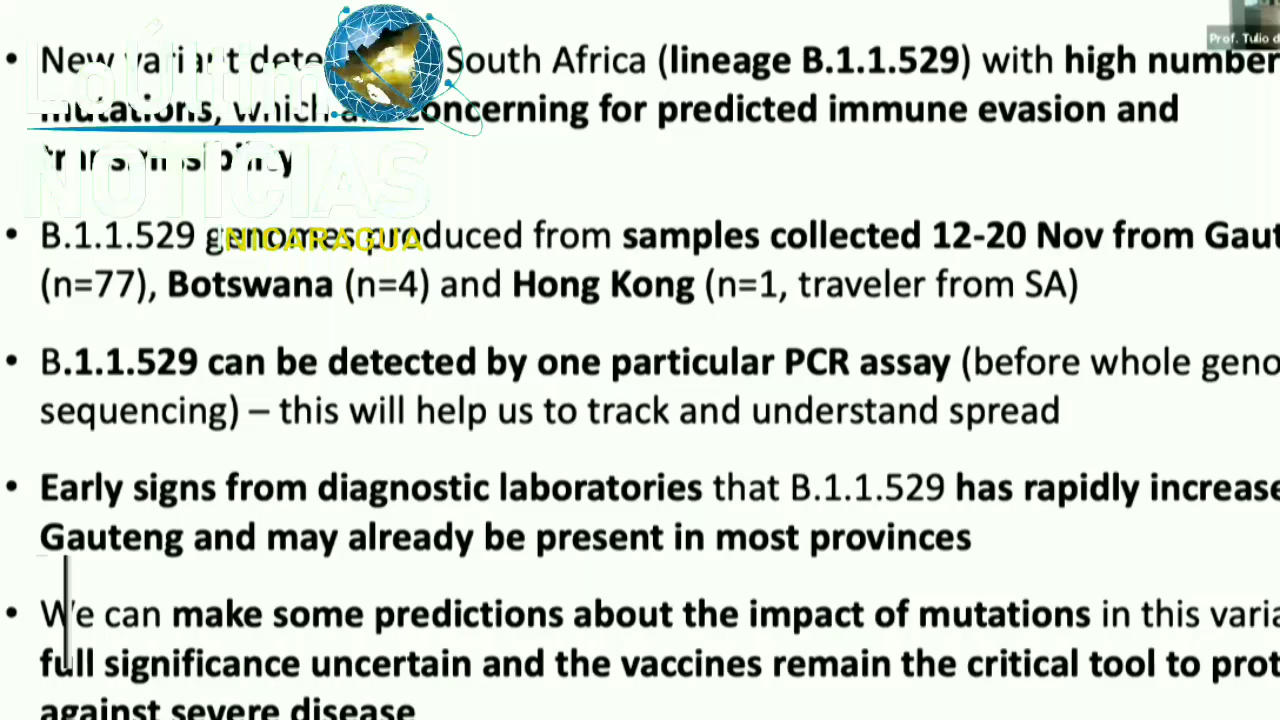 Prof. Tulio d
• New variant dete South Africa (lineage B.1.1.529) with high number
mutations, which a concerning for predicted immune evasion and
transmissibility
LaÚltim
NOTICIAS
NICARAGUA
• B.1.1.529 genomes produced from samples collected 12-20 Nov from Gaut
(n=77), Botswana (n=4) and Hong Kong (n=1, traveler from SA)
• B.1.1.529 can be detected by one particular PCR assay (before whole geno
sequencing) – this will help us to track and understand spread
• Early signs from diagnostic laboratories that B.1.1.529 has rapidly increase
Gauteng and may already be present in most provinces
• We can make some predictions about the impact of mutations in this varia
full significance uncertain and the vaccines remain the critical tool to prot
against severe disease